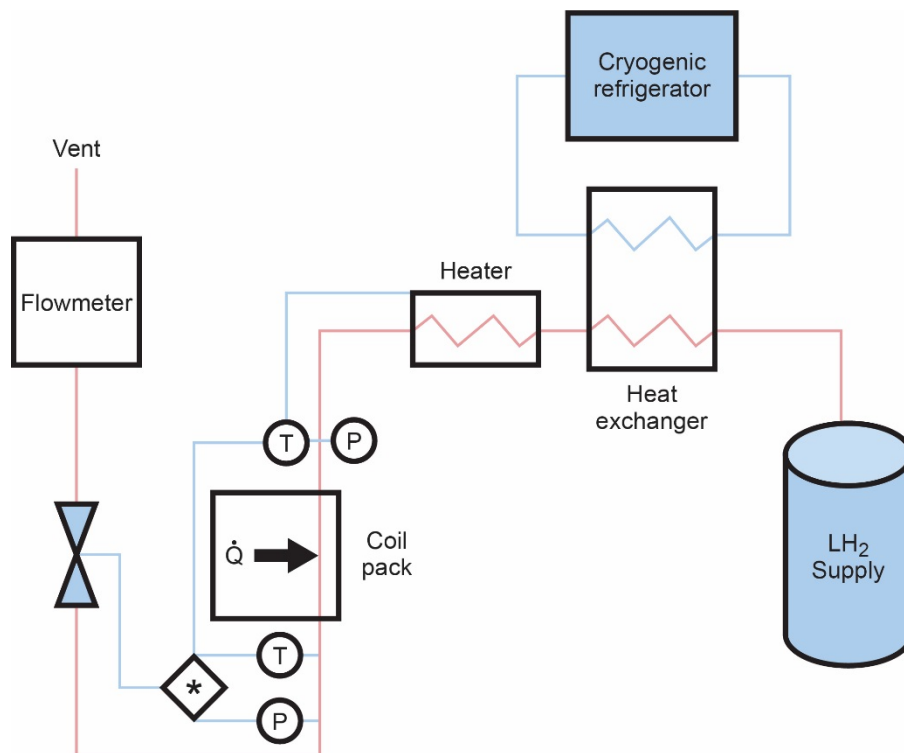 Cryogenic
refrigerator
Vent
Heater
Flowmeter
Heat
exchanger
T
P
Q̇
Coil
pack
LH₂
Supply
T
*
P